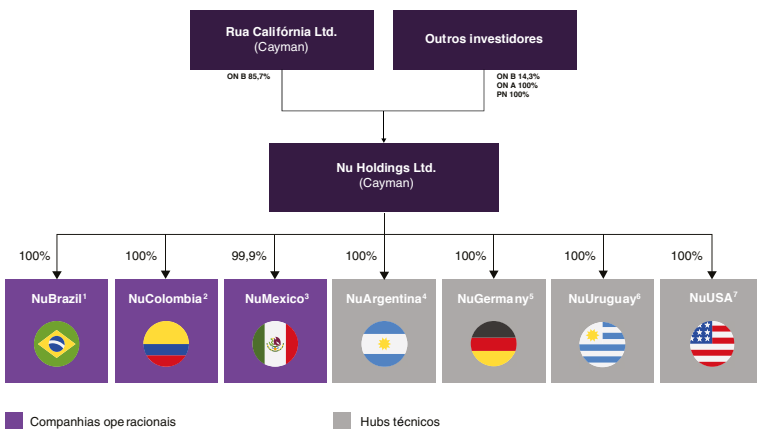 Rua Califórnia Ltd.
(Cayman)
Outros investidores
ON B 85,7%
ON B 14,3%
ON A 100%
PN 100%
Nu Holdings Ltd.
(Cayman)
100%
100%
99,9%
100%
100%
100%
100%
NuBrazil¹
NuColombia²
NuMexico³
NuArgentina⁴
NuGermany⁵
NuUruguay⁶
NuUSA⁷
Companhias operacionais
Hubs técnicos